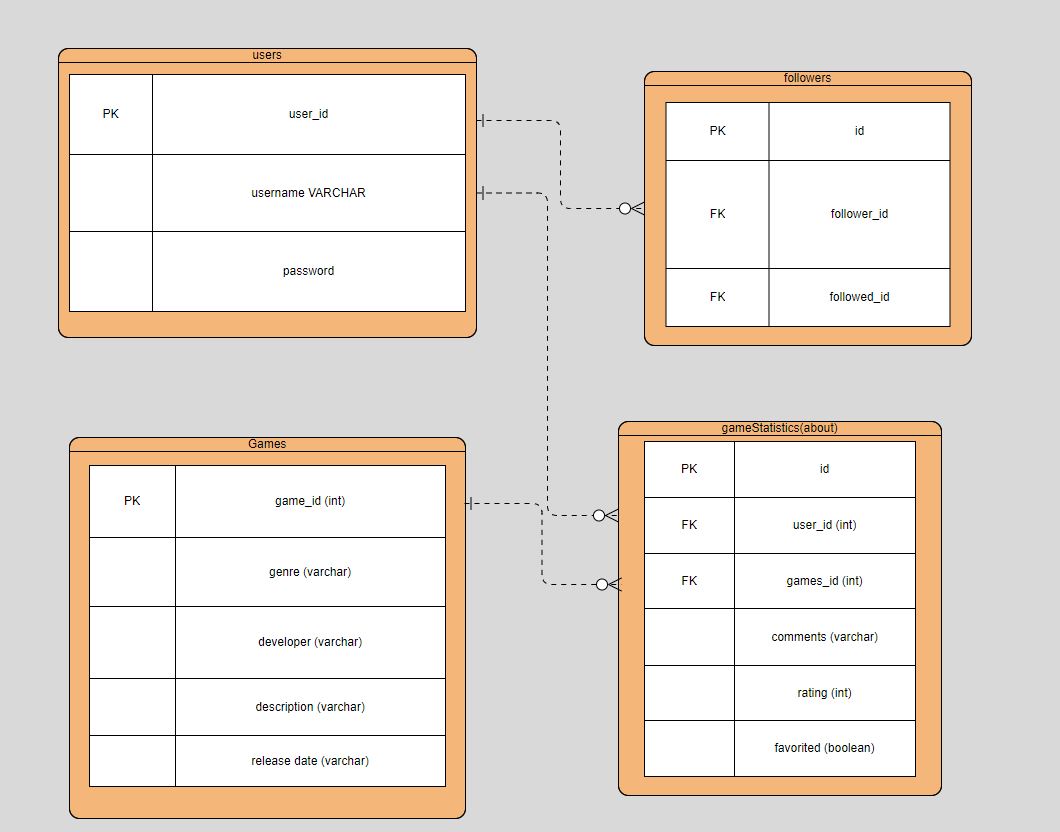 users
PK
user_id
username VARCHAR
password
followers
PK
id
FK
follower_id
FK
followed_id
Games
PK
game_id (int)
genre (varchar)
developer (varchar)
description (varchar)
release date (varchar)
gameStatistics(about)
PK
id
FK
user_id (int)
FK
games_id (int)
comments (varchar)
rating (int)
favorited (boolean)